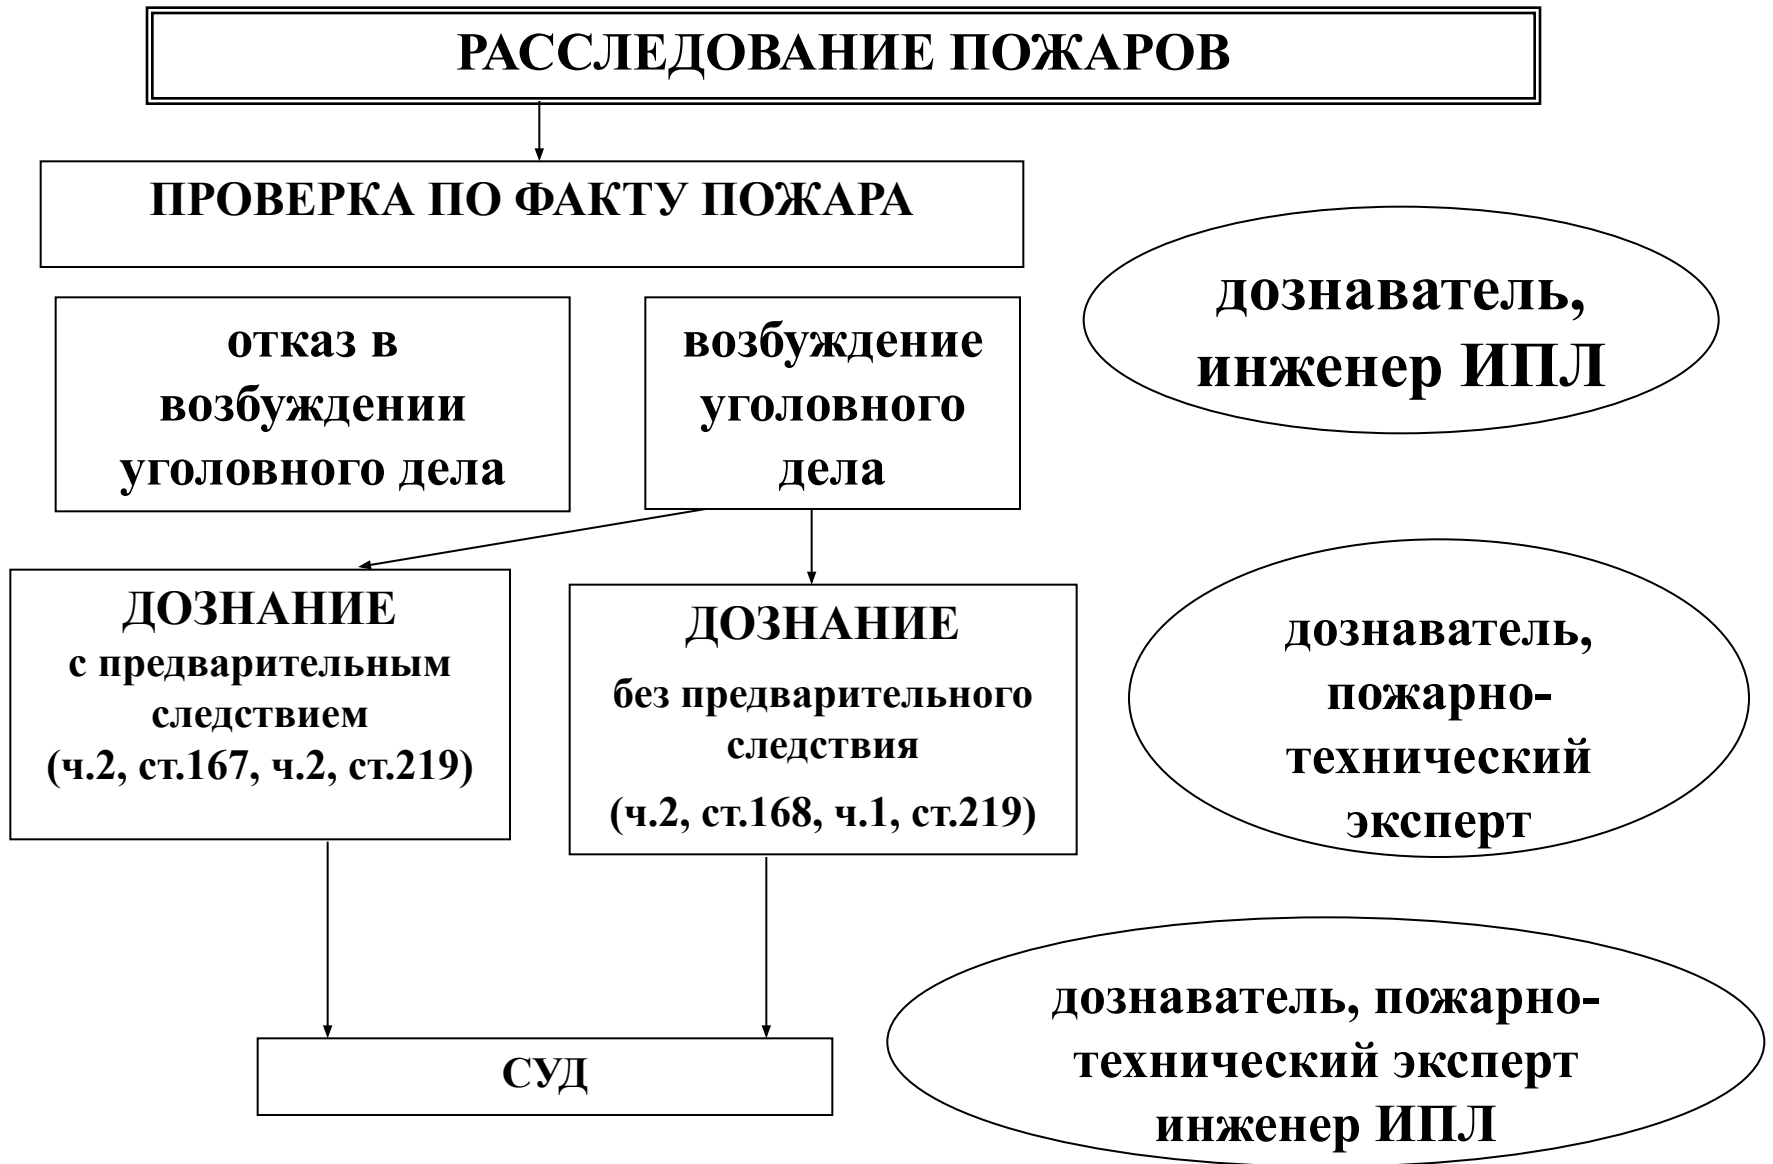 РАССЛЕДОВАНИЕ ПОЖАРОВ
ПРОВЕРКА ПО ФАКТУ ПОЖАРА
отказ в
возбуждении
уголовного дела
возбуждение
уголовного
дела
дознаватель,
инженер ИПЛ
ДОЗНАНИЕ
с предварительным
следствием
(ч.2, ст.167, ч.2, ст.219)
ДОЗНАНИЕ
без предварительного
следствия
(ч.2, ст.168, ч.1, ст.219)
дознаватель,
пожарно-
технический
эксперт
СУД
дознаватель, пожарно-
технический эксперт
инженер ИПЛ